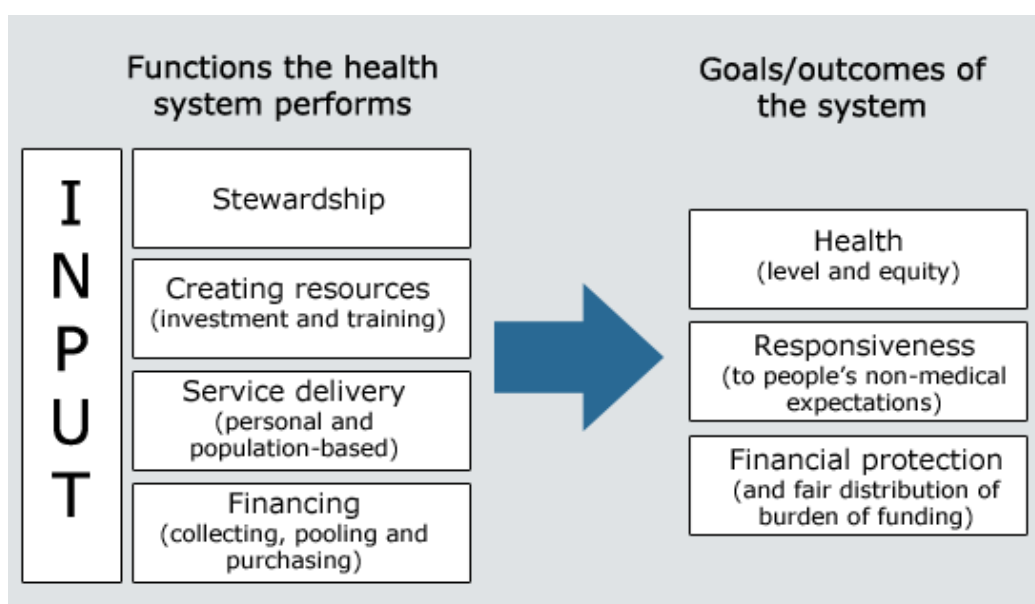 Functions the health
system performs
Goals/outcomes of
the system
INPUT
Stewardship
Creating resources
(investment and training)
Service delivery
(personal and
population-based)
Financing
(collecting, pooling and
purchasing)
Health
(level and equity)
Responsiveness
(to people’s non-medical
expectations)
Financial protection
(and fair distribution of
burden of funding)